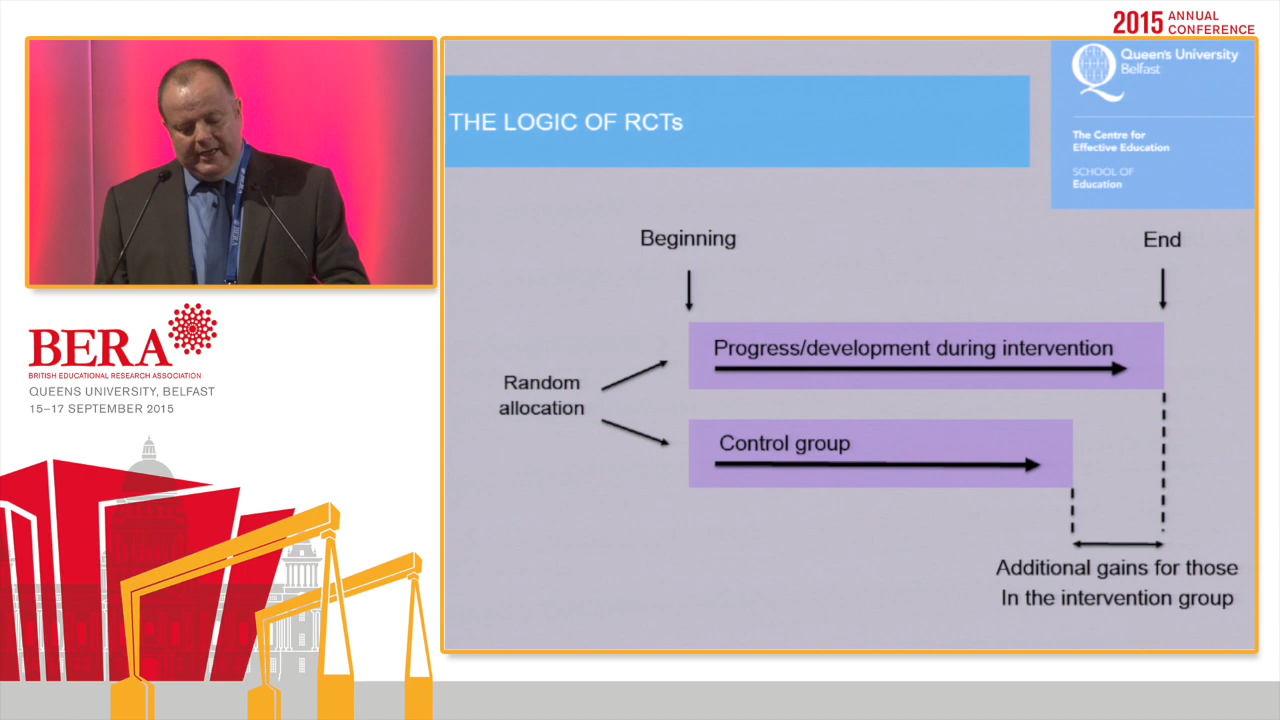 2015 ANNUAL
CONFERENCE
Queen's University
Belfast
The Centre for
Effective Education
SCHOOL OF
Education
THE LOGIC OF RCTs
Beginning
End
Progress/development during intervention
Random
allocation
Control group
Additional gains for those
In the intervention group
BERA
BRITISH EDUCATIONAL RESEARCH ASSOCIATION
QUEENS UNIVERSITY, BELFAST
15–17 SEPTEMBER 2015